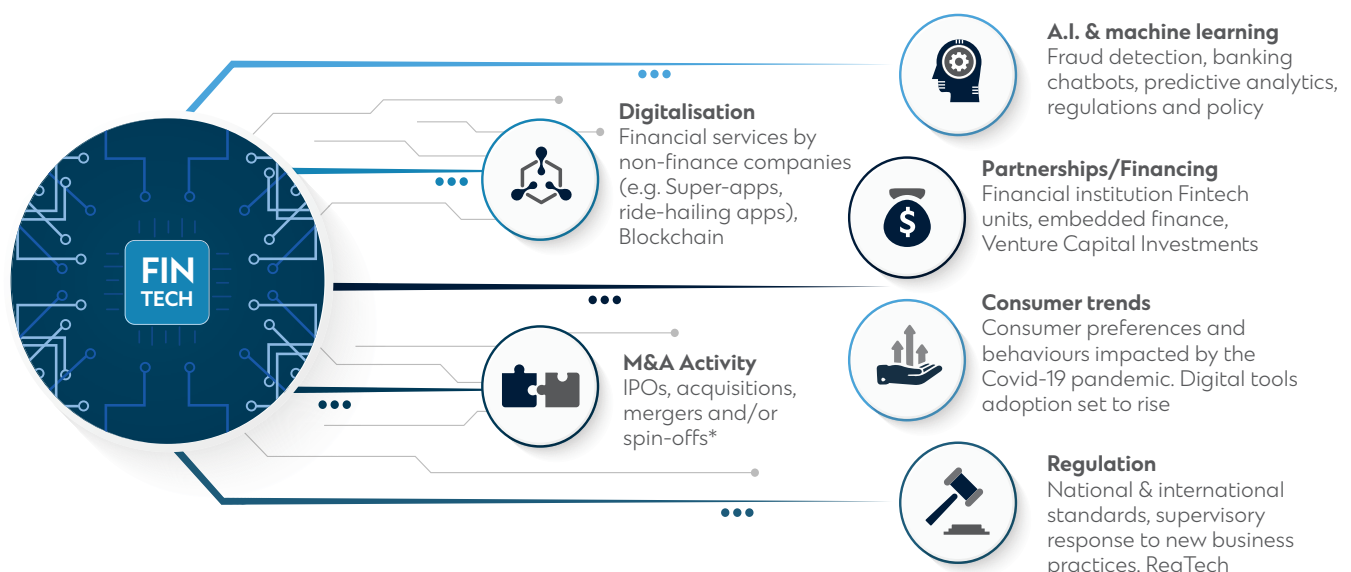 FIN
TECH
A.I. & machine learning
Fraud detection, banking
chatbots, predictive analytics,
regulations and policy
Digitalisation
Financial services by
non-finance companies
(e.g. Super-apps,
ride-hailing apps),
Blockchain
Partnerships/Financing
Financial institution Fintech
units, embedded finance,
Venture Capital Investments
$
Consumer trends
Consumer preferences and
behaviours impacted by the
Covid-19 pandemic. Digital tools
adoption set to rise
M&A Activity
IPOs, acquisitions,
mergers and/or
spin-offs*
Regulation
National & international
standards, supervisory
response to new business
practices, RegTech